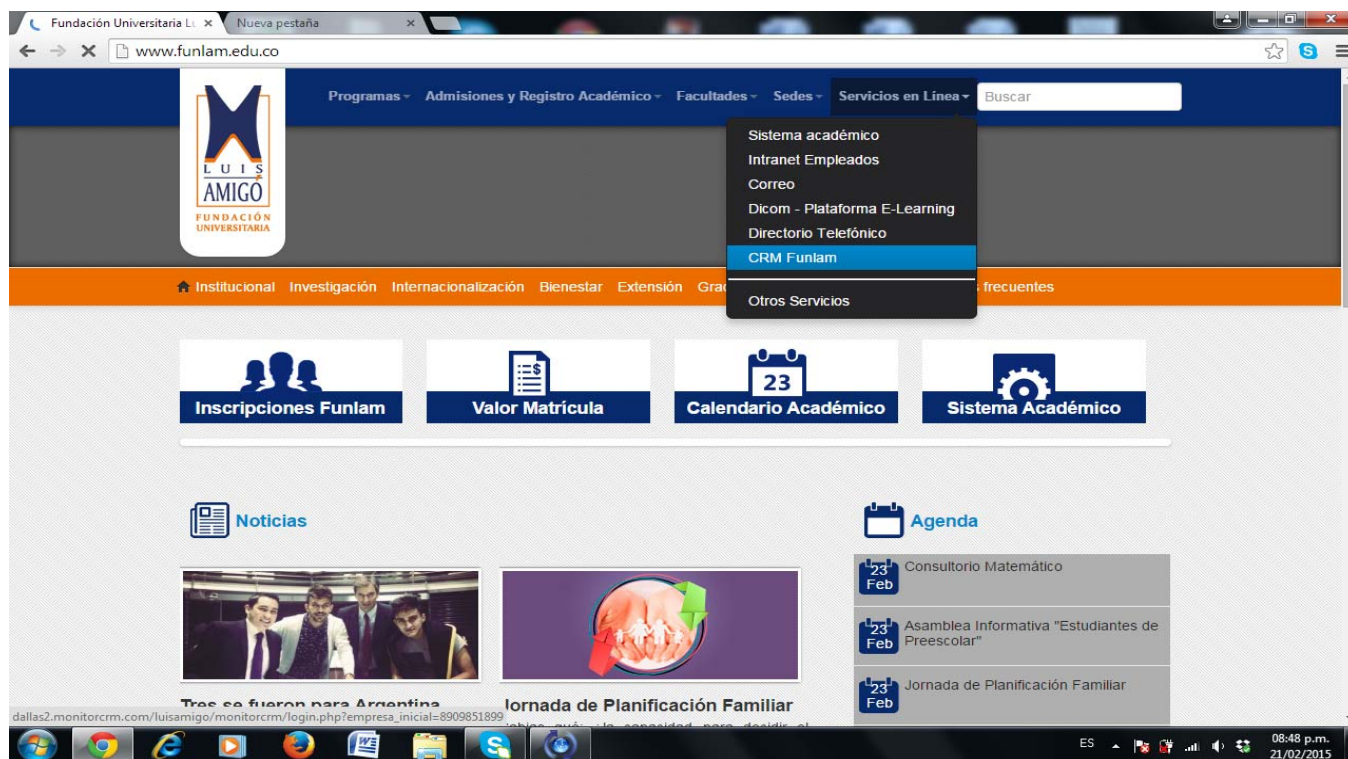 Fundación Universitaria Lu
Nueva pestaña
www.funlam.edu.co
Programas Admisiones y Registro Académico Facultades Sedes Servicios en Línea Buscar
LUIS
AMIGÓ
FUNDACIÓN
UNIVERSITARIA
Sistema académico
Intranet Empleados
Correo
Dicom - Plataforma E-Learning
Directorio Telefónico
CRM Funlam
Otros Servicios
Institucional Investigación Internacionalización Bienestar Extensión Gra frecuentes
Inscripciones Funlam
Valor Matrícula
23
Calendario Académico
Sistema Académico
Noticias
Agenda
23
Feb
Consultorio Matemático
23
Feb
Asamblea Informativa "Estudiantes de
Preescolar"
23
Feb
Jornada de Planificación Familiar
Tres se fueron para Argentina
Jornada de Planificación Familiar
dallas2.monitorcrm.com/luisamigo/monitorcrm/login.php?empresa_inicial=8909851899
ES
08:48 p.m.
21/02/2015